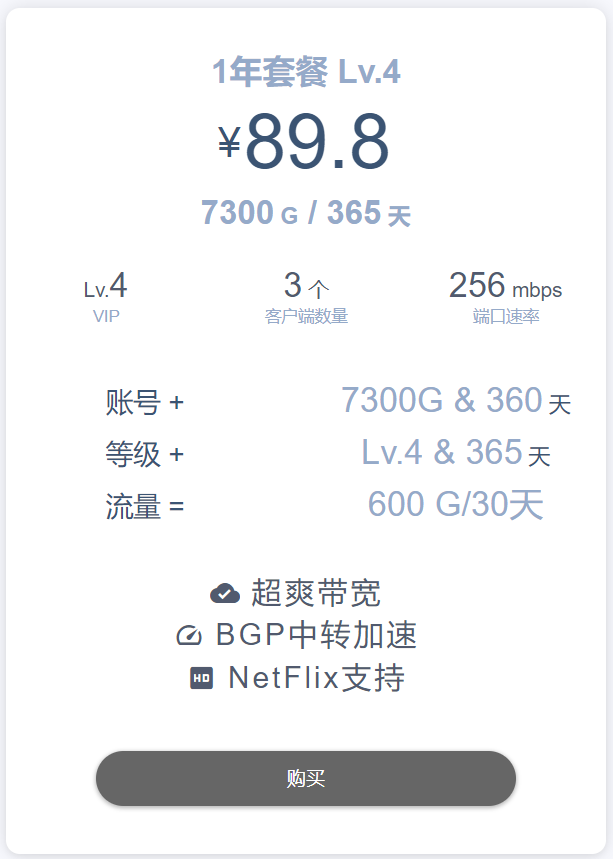 1年套餐 Lv.4
¥89.8
7300 G / 365 天
Lv.4 3 个 256 mbps
VIP 客户端数量 端口速率
账号 + 7300G & 360 天
等级 + Lv.4 & 365 天
流量 = 600 G/30天
超爽带宽
BGP中转加速
HD NetFlix支持
购买